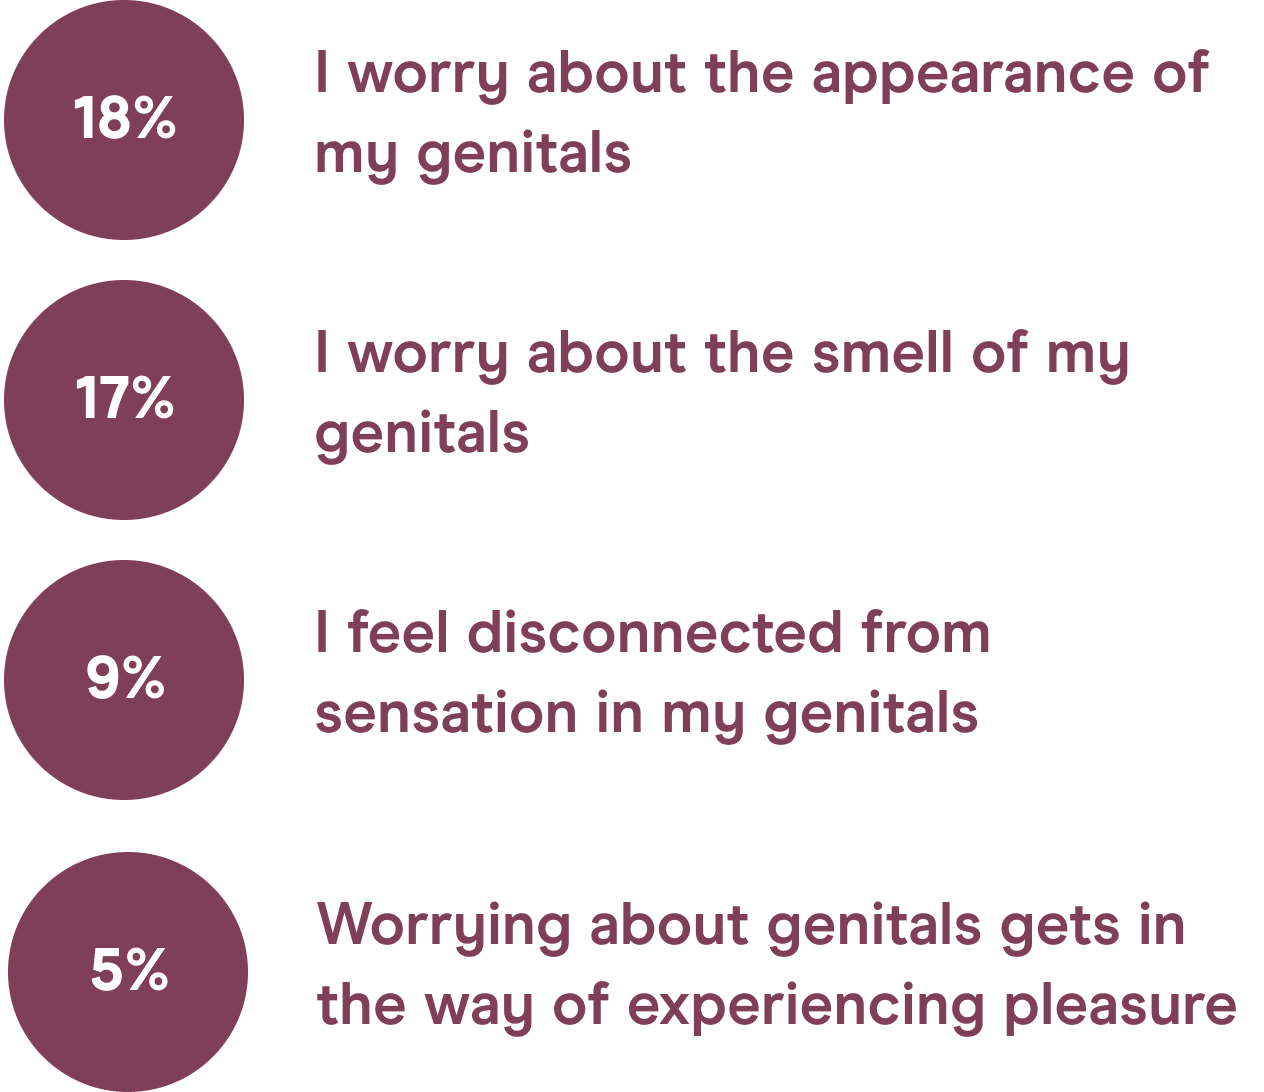 18%
I worry about the appearance of
my genitals
17%
I worry about the smell of my
genitals
9%
I feel disconnected from
sensation in my genitals
5%
Worrying about genitals gets in
the way of experiencing pleasure